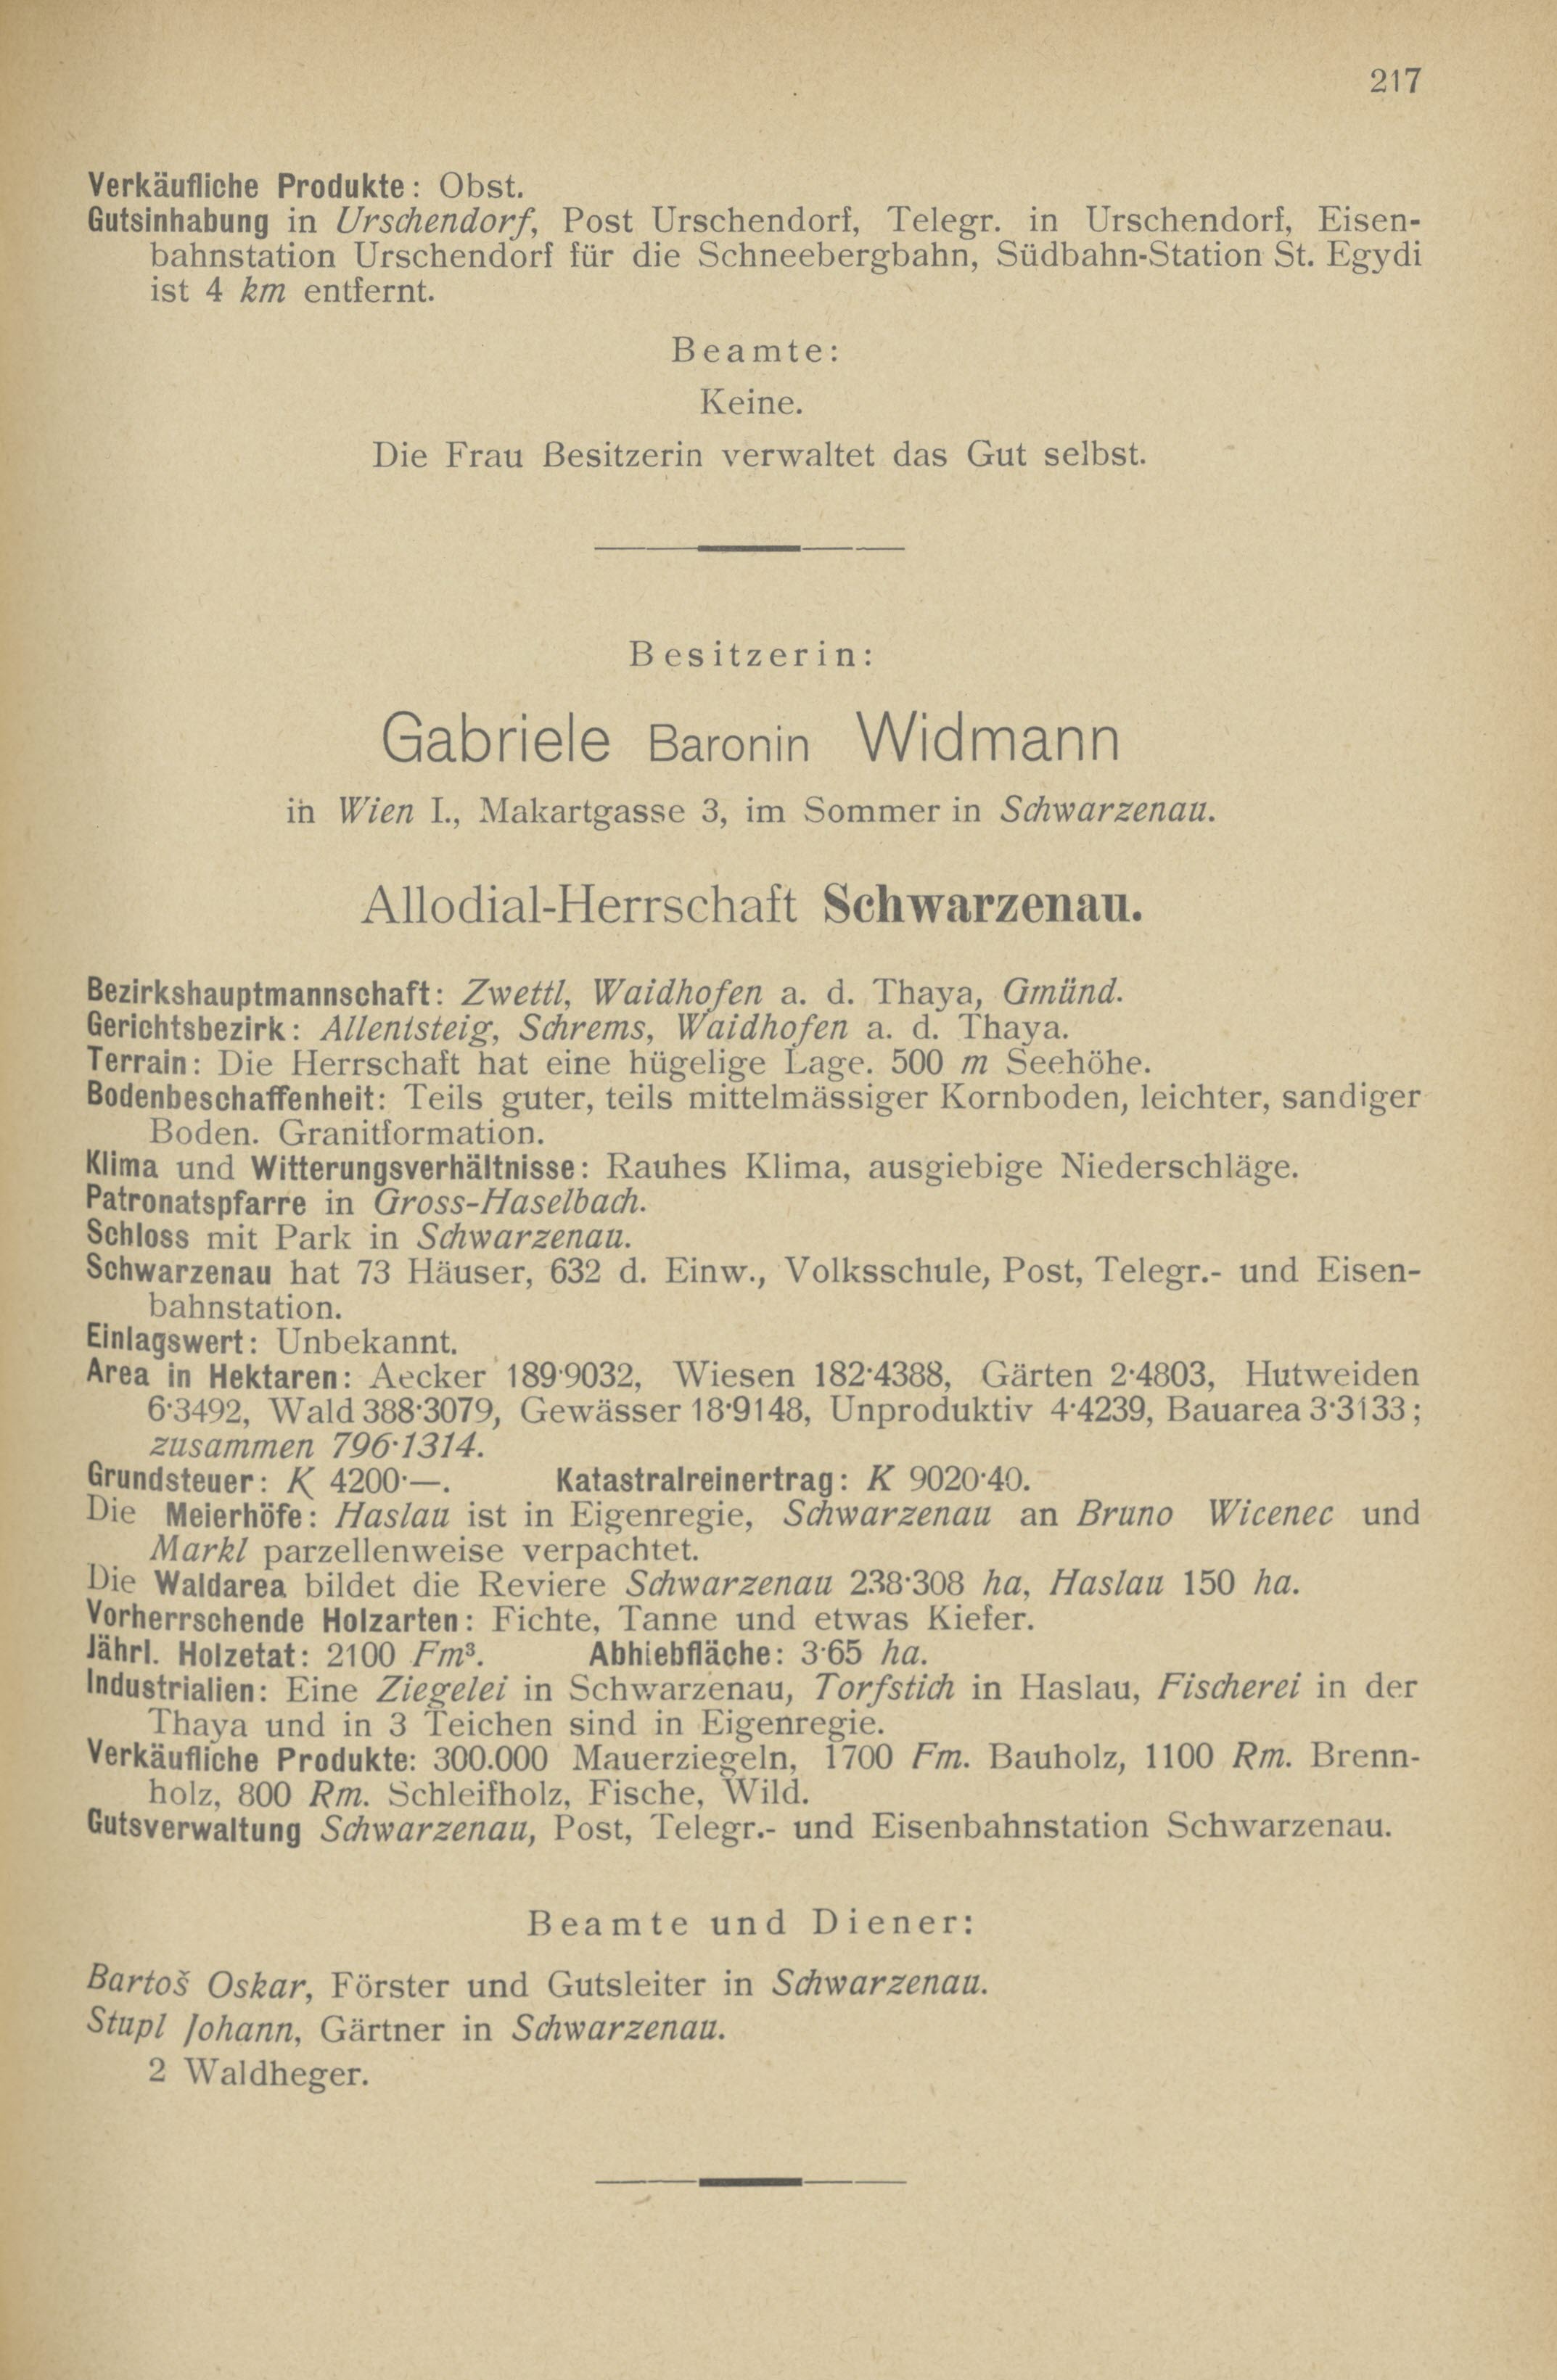 217
Verkäufliche Produkte: Obst.
Gutsinhabung in Urschendorf, Post Urschendorf, Telegr. in Urschendorf, Eisen-
bahnstation Urschendorf für die Schneebergbahn, Südbahn-Station St. Egydi
ist 4 km entfernt.
Beamte:
Keine.
Die Frau Besitzerin verwaltet das Gut selbst.
Besitzerin:
Gabriele Baronin Widmann
in Wien I., Makartgasse 3, im Sommer in Schwarzenau.
Allodial-Herrschaft Schwarzenau.
Bezirkshauptmannschaft: Zwettl, Waidhofen a. d. Thaya, Gmünd.
Gerichtsbezirk: Allentsteig, Schrems, Waidhofen a. d. Thaya.
Terrain: Die Herrschaft hat eine hügelige Lage. 500 m Seehöhe.
Bodenbeschaffenheit: Teils guter, teils mittelmässiger Kornboden, leichter, sandiger
Boden. Granitformation.
Klima und Witterungsverhältnisse: Rauhes Klima, ausgiebige Niederschläge.
Patronatspfarre in Gross-Haselbach.
Schloss mit Park in Schwarzenau.
Schwarzenau hat 73 Häuser, 632 d. Einw., Volksschule, Post, Telegr.- und Eisen-
bahnstation.
Einlagswert: Unbekannt.
Area in Hektaren: Aecker 189·9032, Wiesen 182·4388, Gärten 2·4803, Hutweiden
6·3492, Wald 388·3079, Gewässer 18·9148, Unproduktiv 4·4239, Bauarea 3·3133;
zusammen 796·1314.
Grundsteuer: K 4200·—. Katastralreinertrag: K 9020·40.
Die Meierhöfe: Haslau ist in Eigenregie, Schwarzenau an Bruno Wicenec und
Markl parzellenweise verpachtet.
Die Waldarea bildet die Reviere Schwarzenau 238·308 ha, Haslau 150 ha.
Vorherrschende Holzarten: Fichte, Tanne und etwas Kiefer.
Jährl. Holzetat: 2100 Fm³. Abhiebfläche: 3·65 ha.
Industrialien: Eine Ziegelei in Schwarzenau, Torfstich in Haslau, Fischerei in der
Thaya und in 3 Teichen sind in Eigenregie.
Verkäufliche Produkte: 300.000 Mauerziegeln, 1700 Fm. Bauholz, 1100 Rm. Brenn-
holz, 800 Rm. Schleifholz, Fische, Wild.
Gutsverwaltung Schwarzenau, Post, Telegr.- und Eisenbahnstation Schwarzenau.
Beamte und Diener:
Bartoš Oskar, Förster und Gutsleiter in Schwarzenau.
Stupl Johann, Gärtner in Schwarzenau.
2 Waldheger.